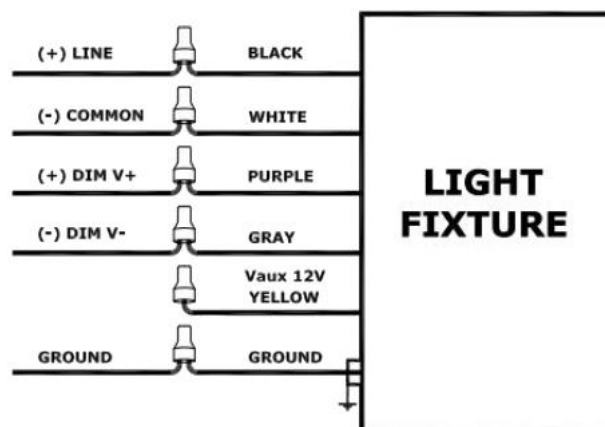 (+) LINE BLACK
(-) COMMON WHITE
(+) DIM V+ PURPLE
(-) DIM V- GRAY
Vaux 12V
YELLOW
GROUND GROUND
LIGHT
FIXTURE